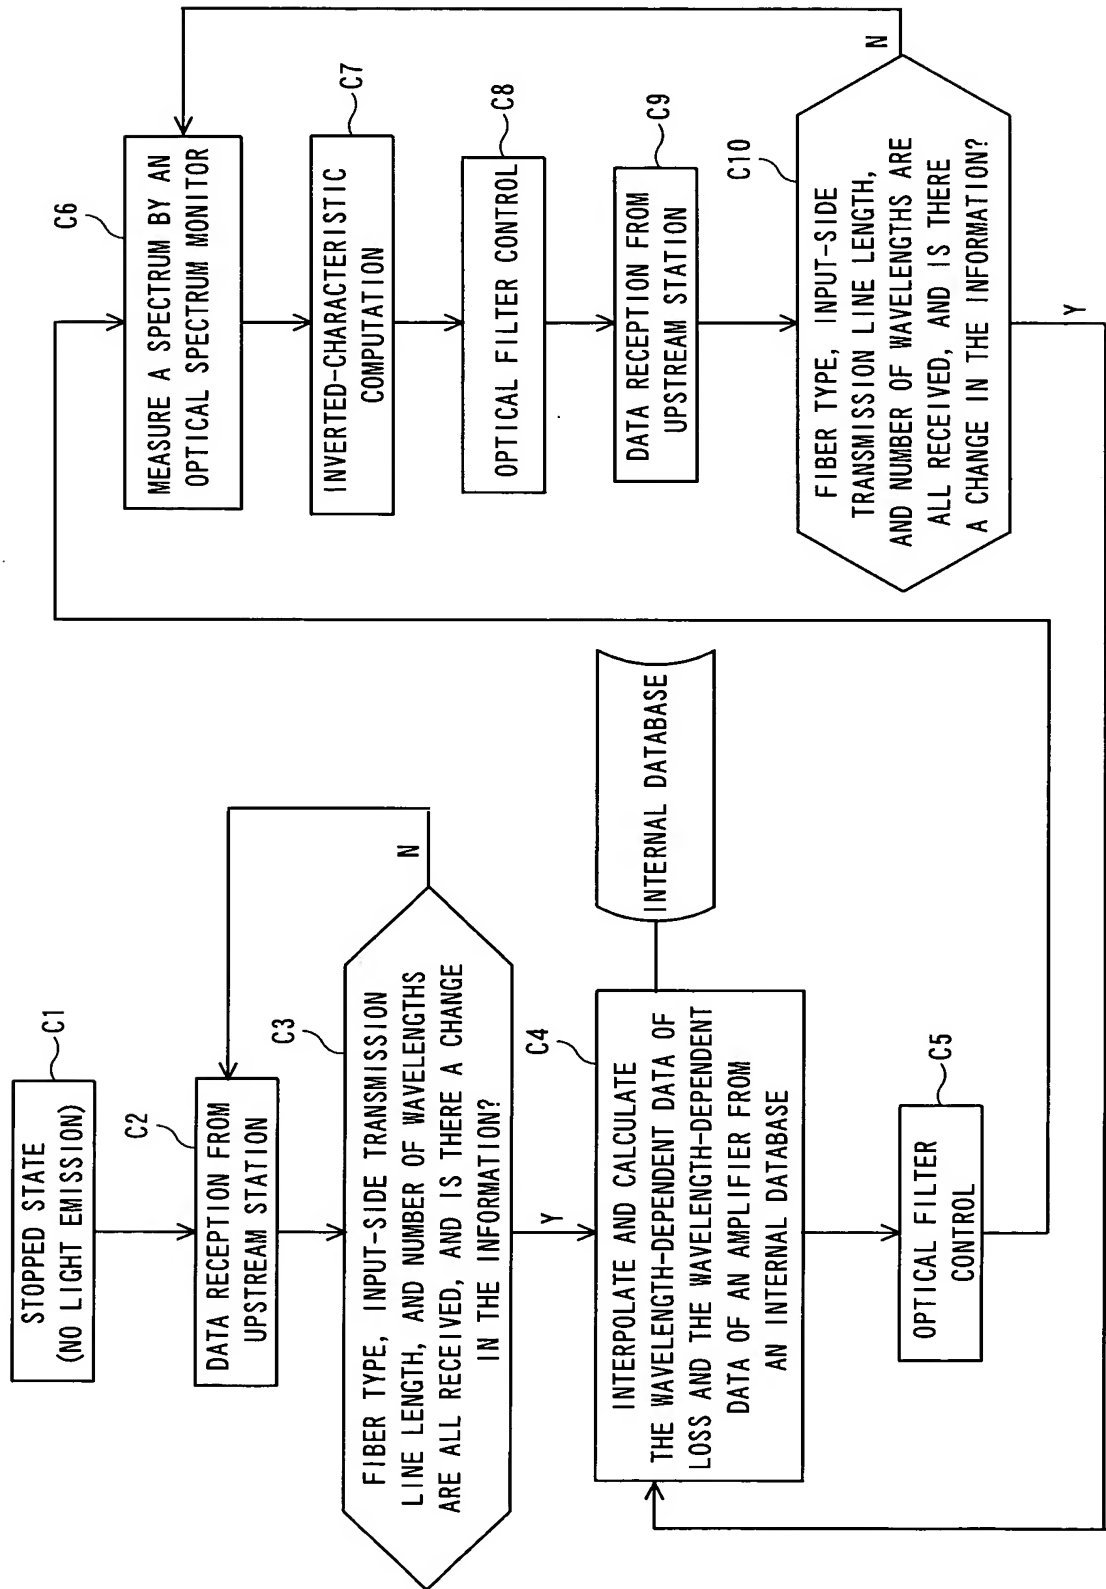 C1
STOPPED STATE
(NO LIGHT EMISSION)
C2
DATA RECEPTION FROM
UPSTREAM STATION
C3
FIBER TYPE, INPUT-SIDE TRANSMISSION
LINE LENGTH, AND NUMBER OF WAVELENGTHS
ARE ALL RECEIVED, AND IS THERE A CHANGE
IN THE INFORMATION?
N
Y
C4
INTERPOLATE AND CALCULATE
THE WAVELENGTH-DEPENDENT DATA OF
LOSS AND THE WAVELENGTH-DEPENDENT
DATA OF AN AMPLIFIER FROM
AN INTERNAL DATABASE
INTERNAL DATABASE
C5
OPTICAL FILTER
CONTROL
C6
MEASURE A SPECTRUM BY AN
OPTICAL SPECTRUM MONITOR
C7
INVERTED-CHARACTERISTIC
COMPUTATION
C8
OPTICAL FILTER CONTROL
C9
DATA RECEPTION FROM
UPSTREAM STATION
C10
FIBER TYPE, INPUT-SIDE
TRANSMISSION LINE LENGTH,
AND NUMBER OF WAVELENGTHS ARE
ALL RECEIVED, AND IS THERE
A CHANGE IN THE INFORMATION?
N
Y